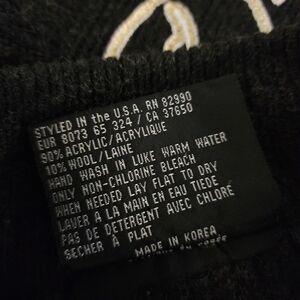 STYLED IN the U.S.A. RN 82990
EUR 8073 65 324 / CA 37650
90% ACRYLIC/ACRYLIQUE
10% WOOL/LAINE
HAND WASH IN LUKE WARM WATER
ONLY NON-CHLORINE BLEACH
WHEN NEEDED LAY FLAT TO DRY
LAVER A LA MAIN EN EAU TIEDE
PAS DE DETERGENT AVEC CHLORÉ
SECHER A PLAT
MADE IN KOREA